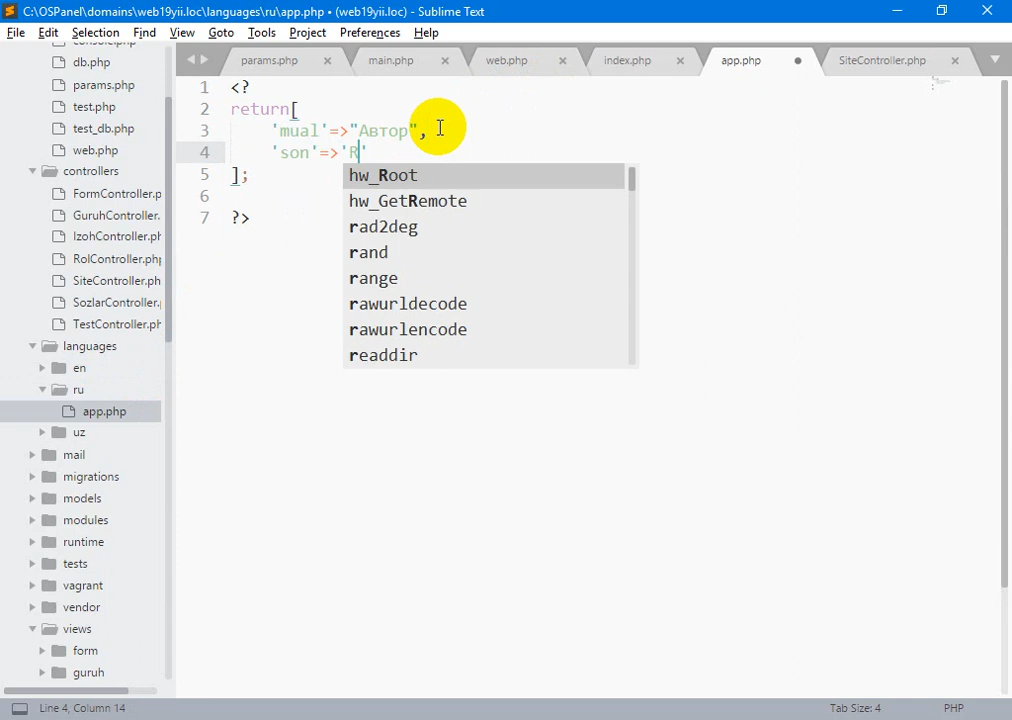 C:\OSPanel\domains\web19yii.loc\languages\ru\app.php • (web19yii.loc) - Sublime Text
File Edit Selection Find View Goto Tools Project Preferences Help
params.php main.php web.php index.php app.php SiteController.php
db.php
params.php
test.php
test_db.php
web.php
controllers
FormController.p
GuruhController.
IzohController.ph
RolController.php
SiteController.ph
SozlarController.
TestController.ph
languages
en
ru
app.php
uz
mail
migrations
models
modules
runtime
tests
vagrant
vendor
views
form
guruh
1 <?
2 return[
3 'mual'=>"Автор",
4 'son'=>'R'
5 ];
6
7 ?>
hw_Root
hw_GetRemote
rad2deg
rand
range
rawurldecode
rawurlencode
readdir
Line 4, Column 14
Tab Size: 4
PHP